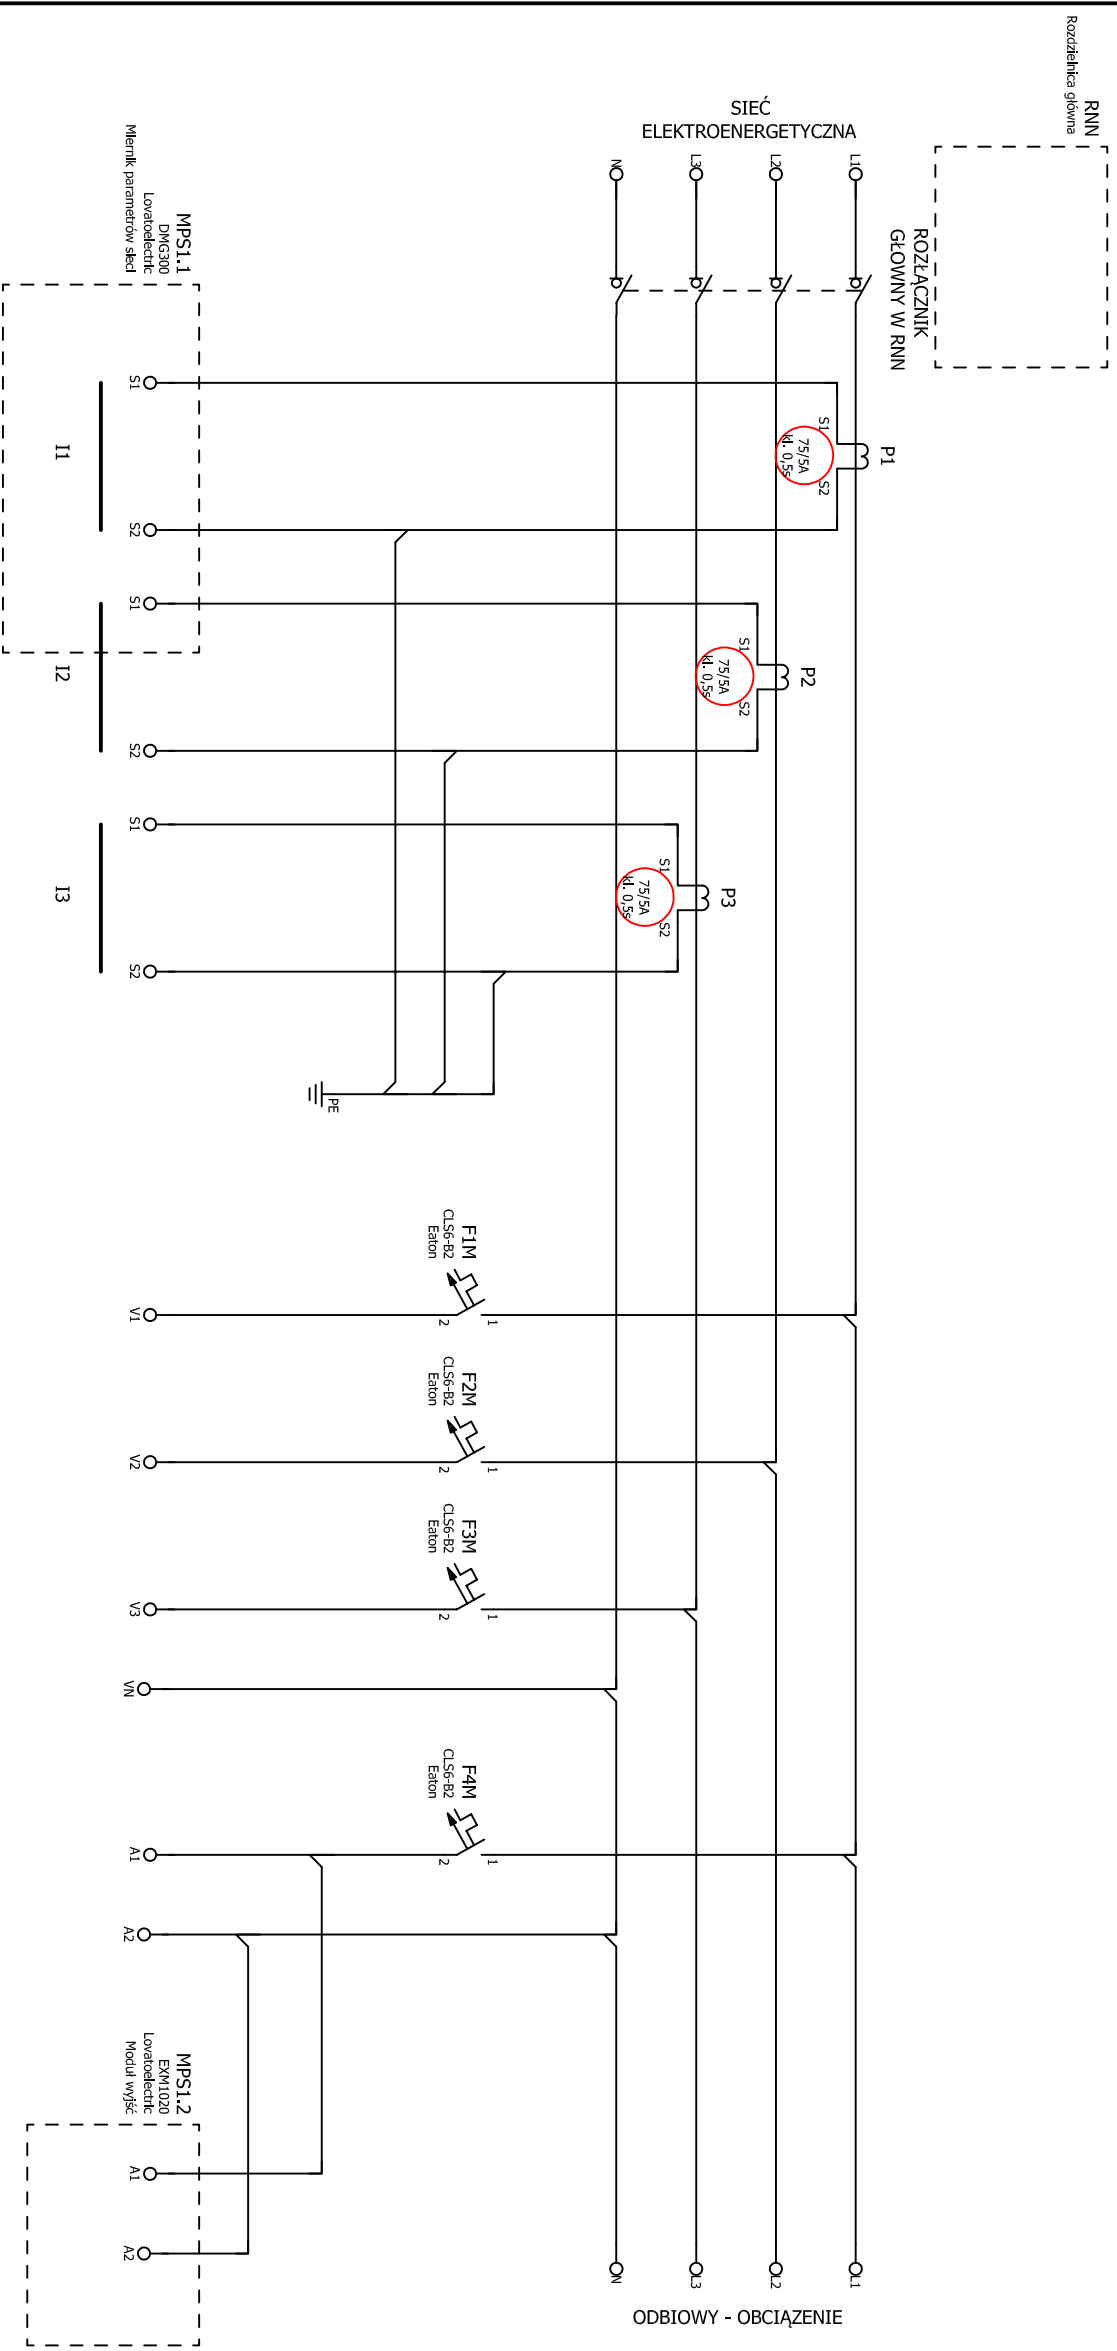 RNN
Rozdzielnica główna
SIEĆ
ELEKTROENERGETYCZNA
L1
L2
L3
N
ROZŁĄCZNIK
GŁOWNY W RNN
MPS1.1
DMG300
Lovatoelectric
Miernik parametrów sieci
P1
S1
75/5A
kl. 0,5s
S2
P2
S1
75/5A
kl. 0,5s
S2
P3
S1
75/5A
kl. 0,5s
S2
S1
I1
S2
S1
I2
S2
S1
I3
S2
PE
F1M
CLS6-B2
Eaton
1
2
V1
F2M
CLS6-B2
Eaton
1
2
V2
F3M
CLS6-B2
Eaton
1
2
V3
VN
F4M
CLS6-B2
Eaton
1
2
A1
A2
MPS1.2
EXM1020
Lovatoelectric
Moduł wyjść
A1
A2
L1
L2
L3
N
ODBIOWY - OBCIĄZENIE